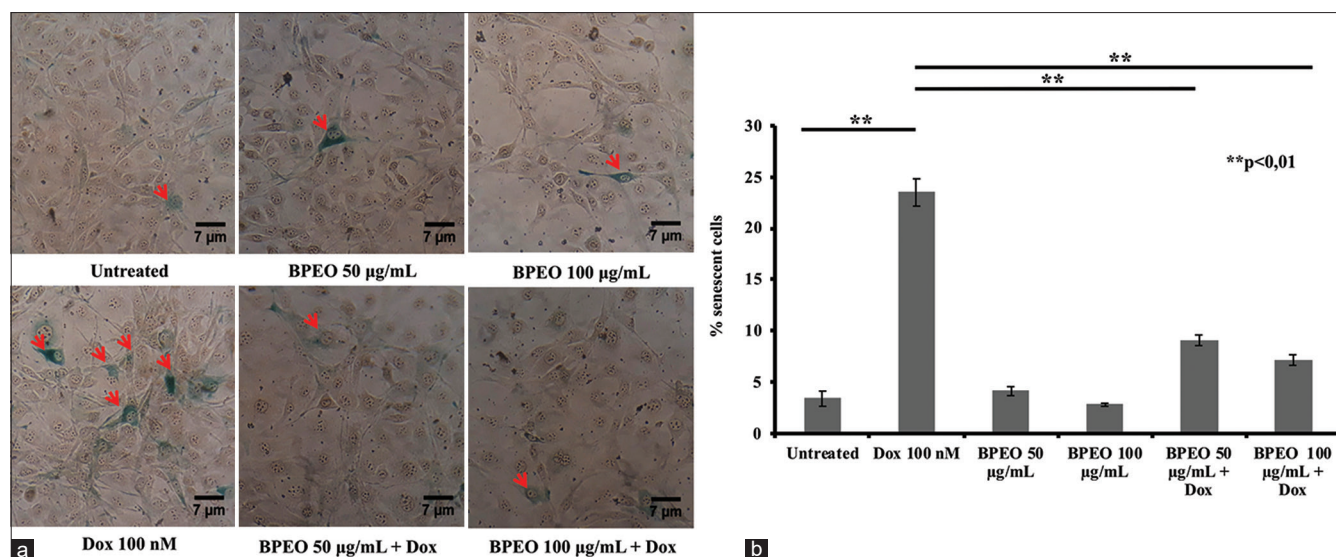 7 µm
7 µm
7 µm
Untreated
BPEO 50 µg/mL
BPEO 100 µg/mL
7 µm
7 µm
7 µm
a
Dox 100 nM
BPEO 50 µg/mL + Dox
BPEO 100 µg/mL + Dox
**
**
**
**p<0,01
% senescent cells
30
25
20
15
10
5
0
Untreated
Dox 100 nM
BPEO 50
µg/mL
BPEO 100
µg/mL
BPEO 50
µg/mL +
Dox
BPEO 100
µg/mL +
Dox
b